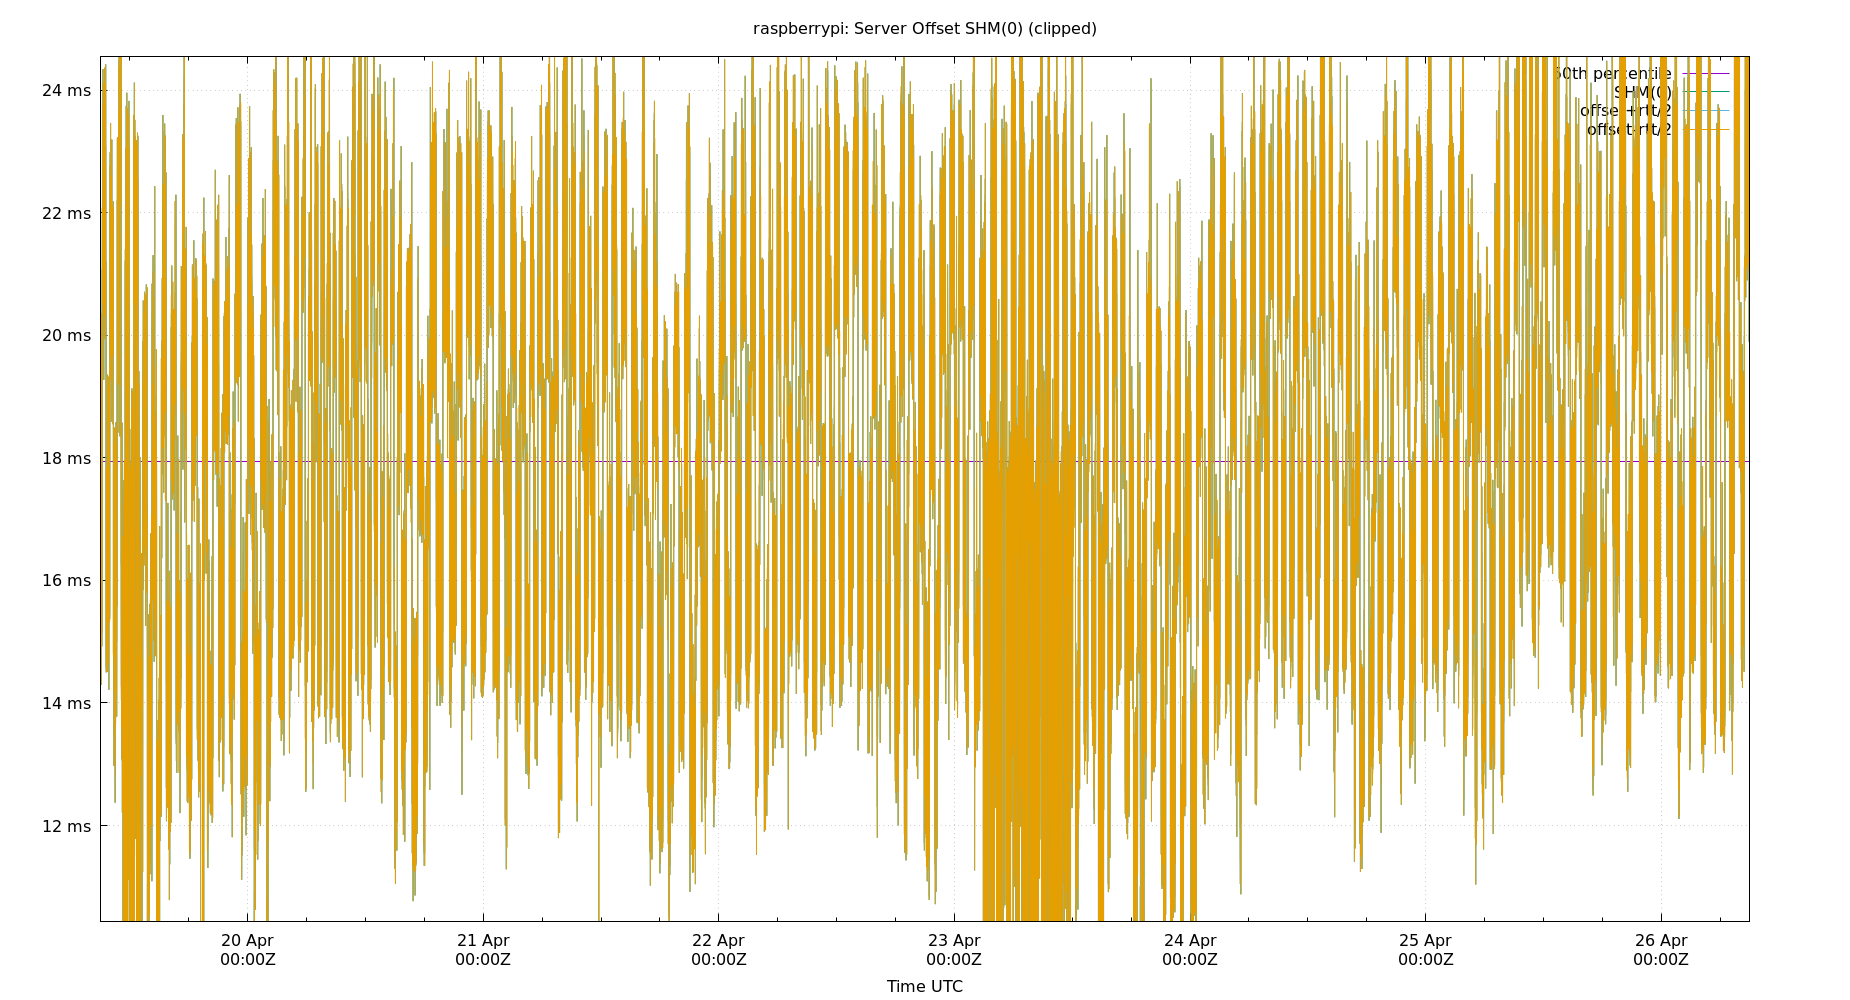 raspberrypi: Server Offset SHM(0) (clipped)
50th percentile
SHM(0)
offset+rtt/2
offset-rtt/2
24 ms
22 ms
20 ms
18 ms
16 ms
14 ms
12 ms
20 Apr 21 Apr 22 Apr 23 Apr 24 Apr 25 Apr 26 Apr
00:00Z 00:00Z 00:00Z 00:00Z 00:00Z 00:00Z 00:00Z
Time UTC